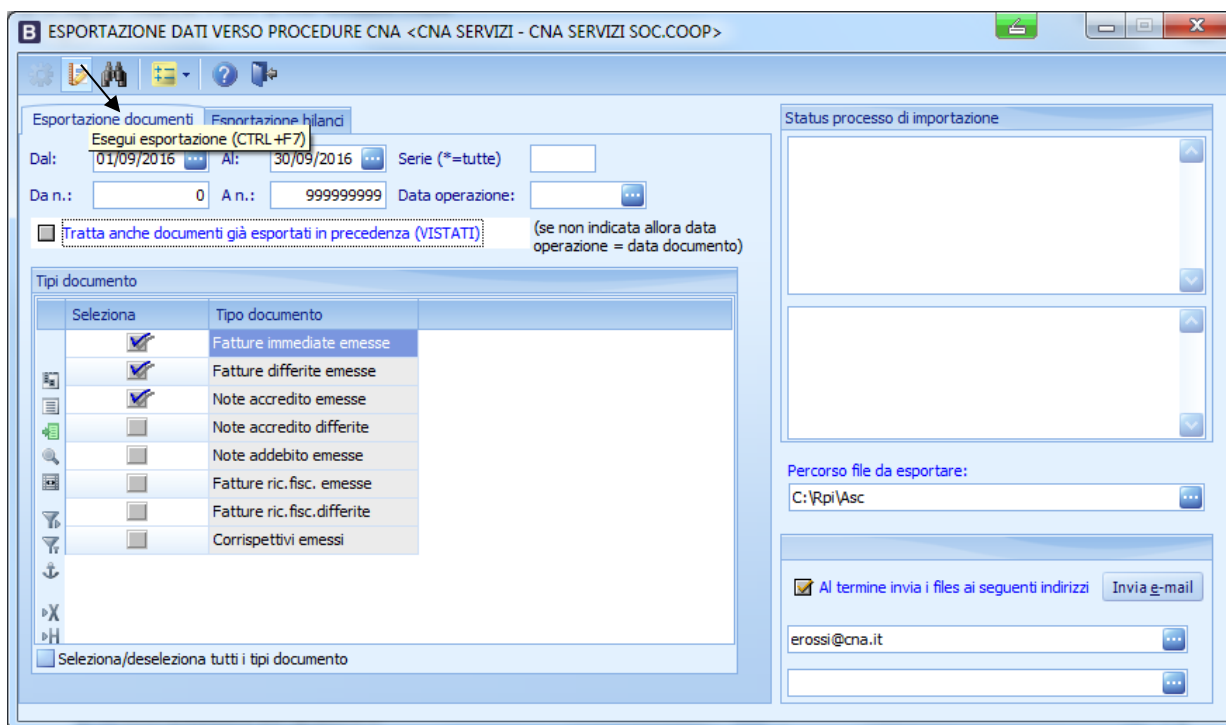 B ESPORTAZIONE DATI VERSO PROCEDURE CNA <CNA SERVIZI - CNA SERVIZI SOC.COOP>
Esportazione documenti Esportazione bilanci
Esegui esportazione (CTRL+F7)
Dal: 01/09/2016 Al: 30/09/2016 Serie (*=tutte)
Da n.: 0 A n.: 999999999 Data operazione:
Tratta anche documenti già esportati in precedenza (VISTATI)
(se non indicata allora data
operazione = data documento)
Tipi documento
Seleziona Tipo documento
Fatture immediate emesse
Fatture differite emesse
Note accredito emesse
Note accredito differite
Note addebito emesse
Fatture ric.fisc. emesse
Fatture ric.fisc.differite
Corrispettivi emessi
Seleziona/deseleziona tutti i tipi documento
Status processo di importazione
Percorso file da esportare:
C:\Rpi\Asc
Al termine invia i files ai seguenti indirizzi Invia e-mail
erossi@cna.it